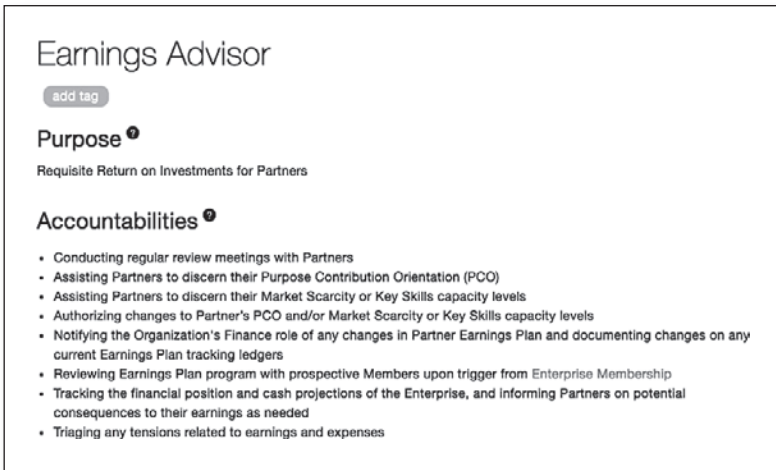 Earnings Advisor
add tag
Purpose ?
Requisite Return on Investments for Partners
Accountabilities ?
• Conducting regular review meetings with Partners
• Assisting Partners to discern their Purpose Contribution Orientation (PCO)
• Assisting Partners to discern their Market Scarcity or Key Skills capacity levels
• Authorizing changes to Partner's PCO and/or Market Scarcity or Key Skills capacity levels
• Notifying the Organization's Finance role of any changes in Partner Earnings Plan and documenting changes on any
current Earnings Plan tracking ledgers
• Reviewing Earnings Plan program with prospective Members upon trigger from Enterprise Membership
• Tracking the financial position and cash projections of the Enterprise, and informing Partners on potential
consequences to their earnings as needed
• Triaging any tensions related to earnings and expenses